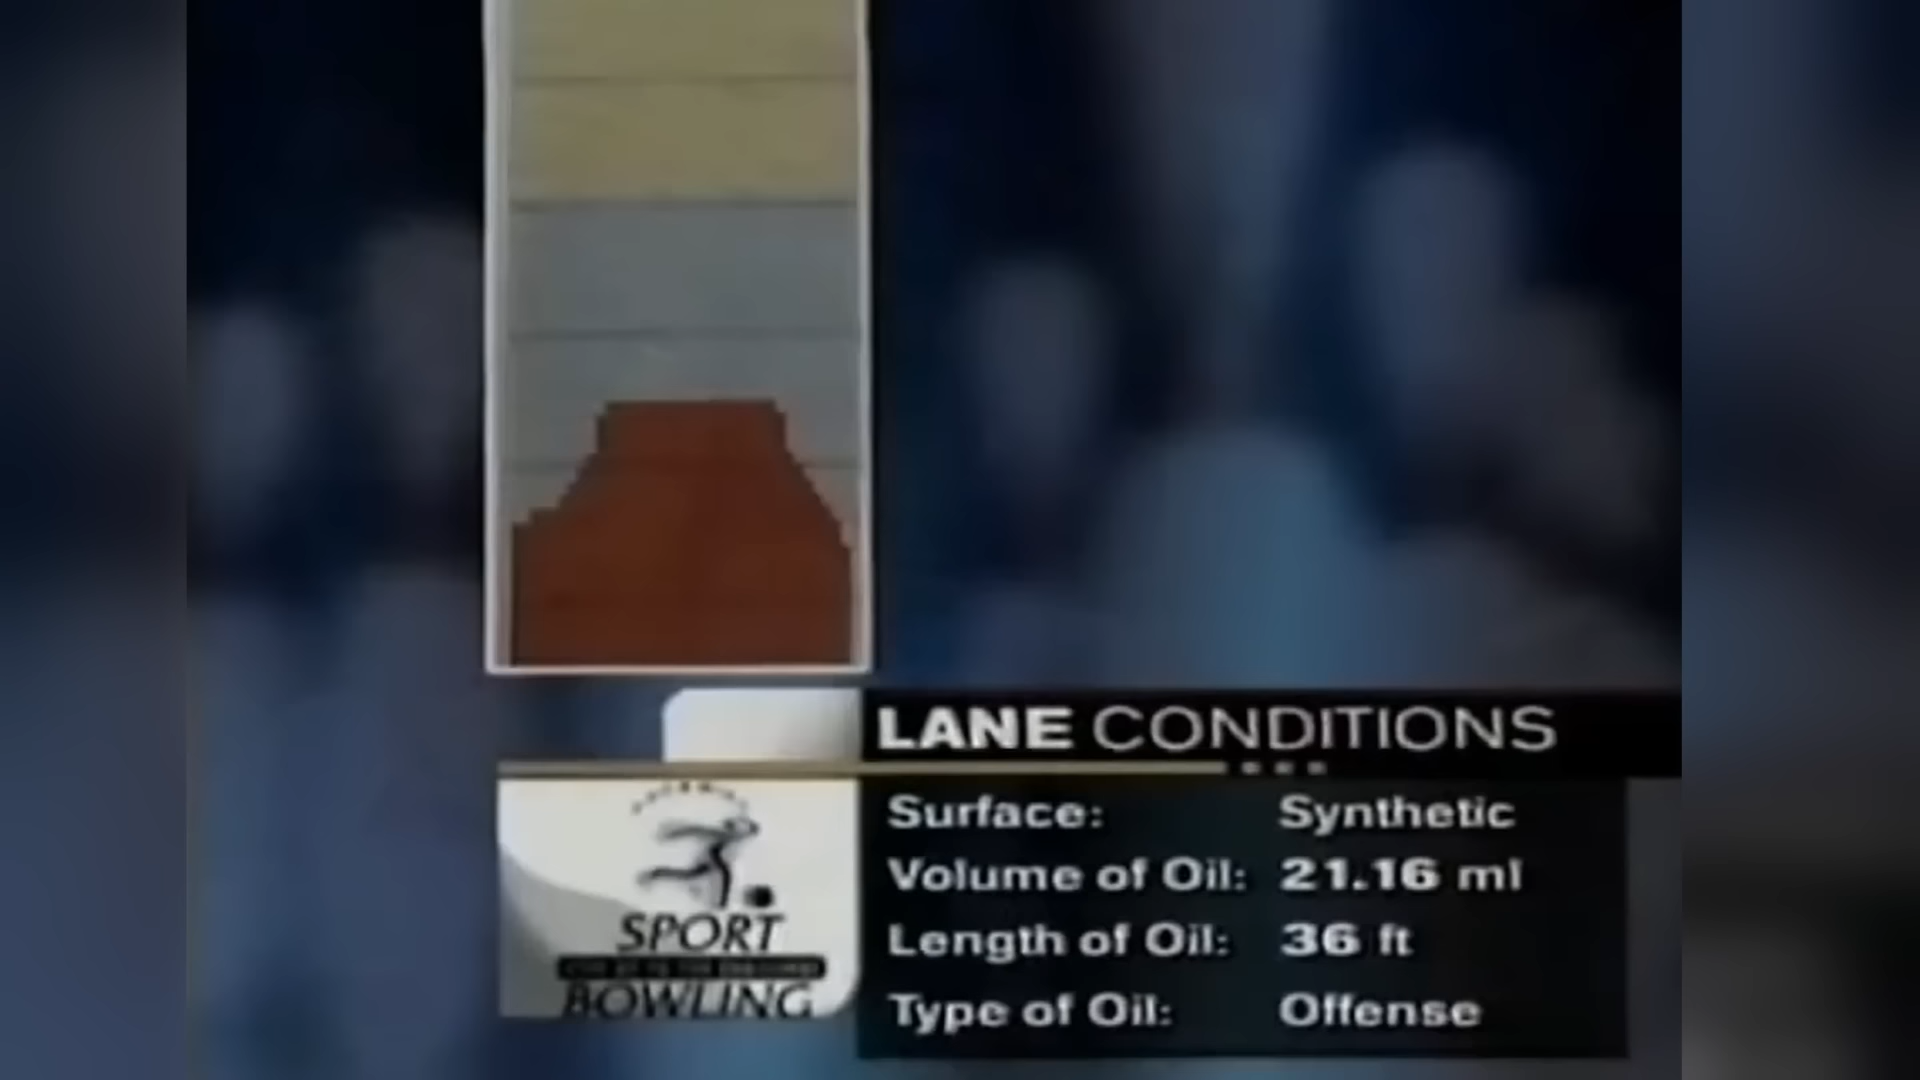 LANE CONDITIONS
Surface: Synthetic
Volume of Oil: 21.16 ml
Length of Oil: 36 ft
Type of Oil: Offense
SPORT
BOWLING